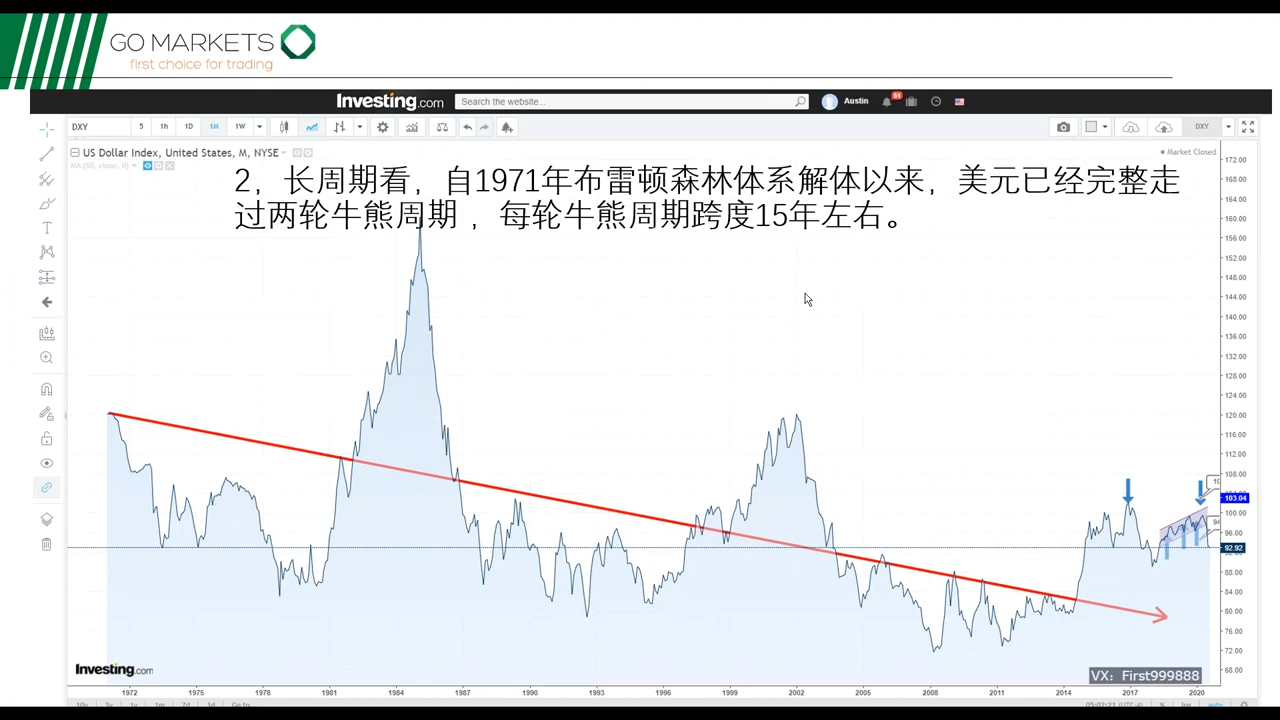 GO MARKETS
first choice for trading
Investing.com
Search the website...
Austin
51
DXY
5 1h 1D 1M 1W
DXY
US Dollar Index, United States, M, NYSE
Market Closed
MA (60, close, 0)
2，长周期看，自1971年布雷顿森林体系解体以来，美元已经完整走
过两轮牛熊周期 ，每轮牛熊周期跨度15年左右。
172.00
168.00
164.00
160.00
156.00
152.00
148.00
144.00
140.00
136.00
132.00
128.00
124.00
120.00
116.00
112.00
108.00
103.04
100.00
96.00
92.92
88.00
84.00
80.00
76.00
72.00
68.00
Investing.com
VX：First999888
1972 1975 1978 1981 1984 1987 1990 1993 1996 1999 2002 2005 2008 2011 2014 2017 2020